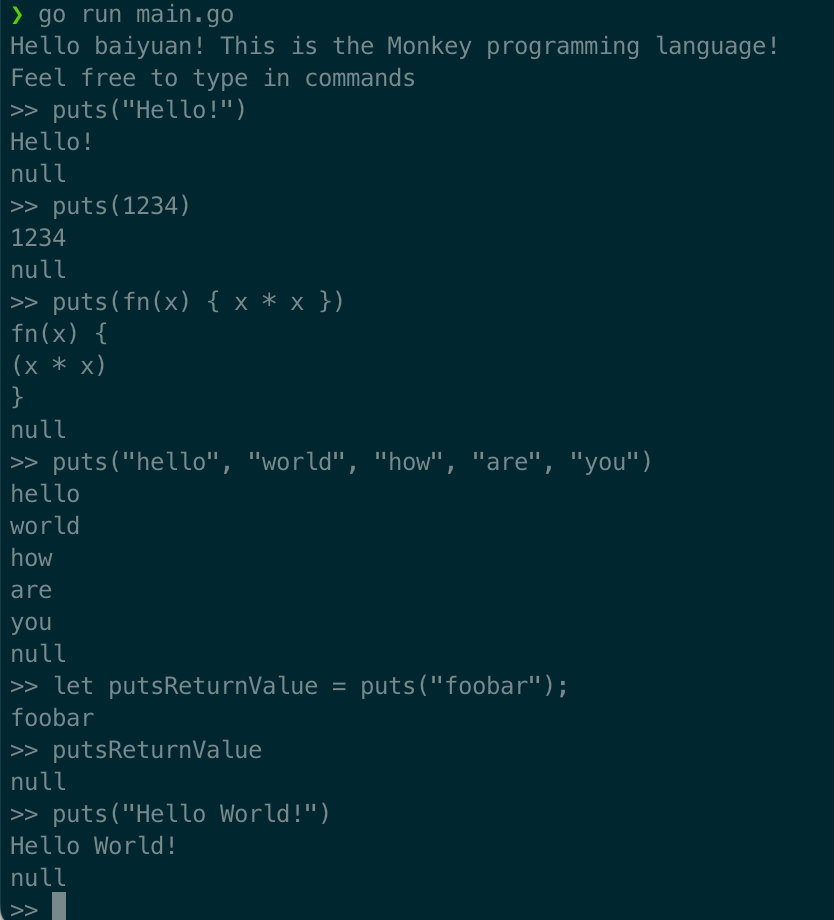 ❯ go run main.go
Hello baiyuan! This is the Monkey programming language!
Feel free to type in commands
>> puts("Hello!")
Hello!
null
>> puts(1234)
1234
null
>> puts(fn(x) { x * x })
fn(x) {
(x * x)
}
null
>> puts("hello", "world", "how", "are", "you")
hello
world
how
are
you
null
>> let putsReturnValue = puts("foobar");
foobar
>> putsReturnValue
null
>> puts("Hello World!")
Hello World!
null
>>